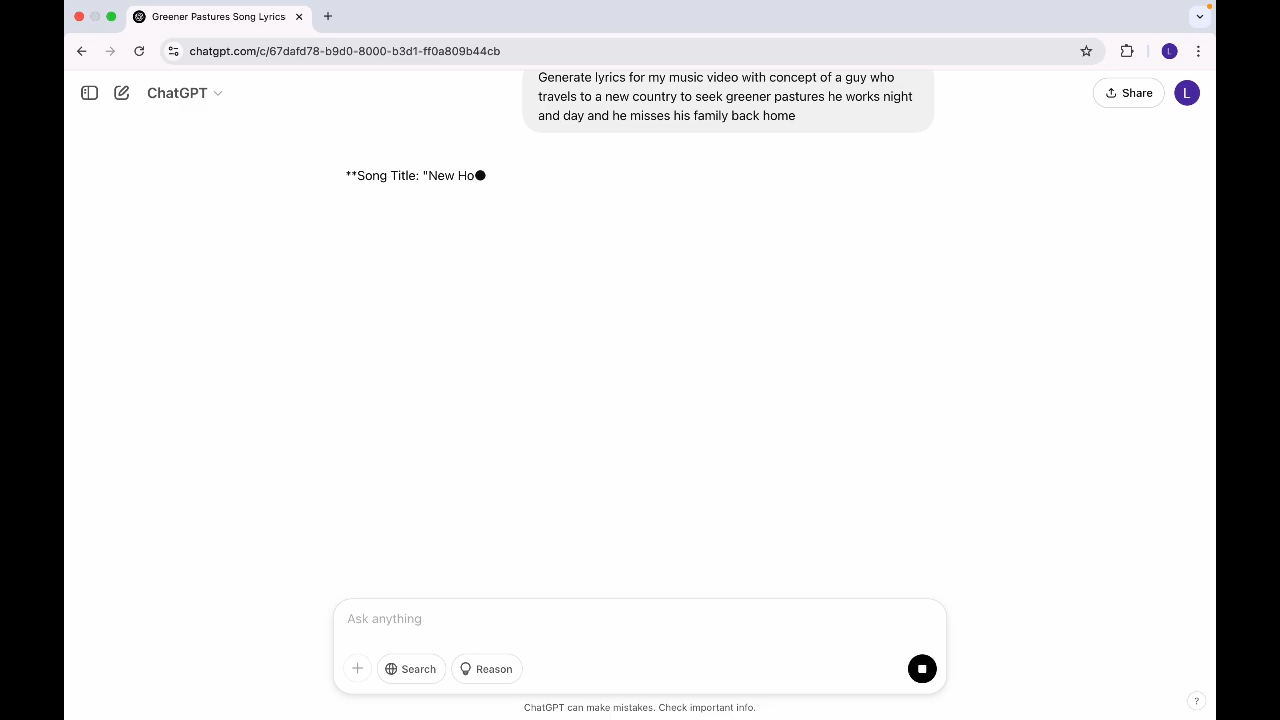 Greener Pastures Song Lyrics
chatgpt.com/c/67dafd78-b9d0-8000-b3d1-ff0a809b44cb
L
ChatGPT
Share
L
Generate lyrics for my music video with concept of a guy who
travels to a new country to seek greener pastures he works night
and day and he misses his family back home
**Song Title: "New Ho
Ask anything
Search
Reason
ChatGPT can make mistakes. Check important info.
?